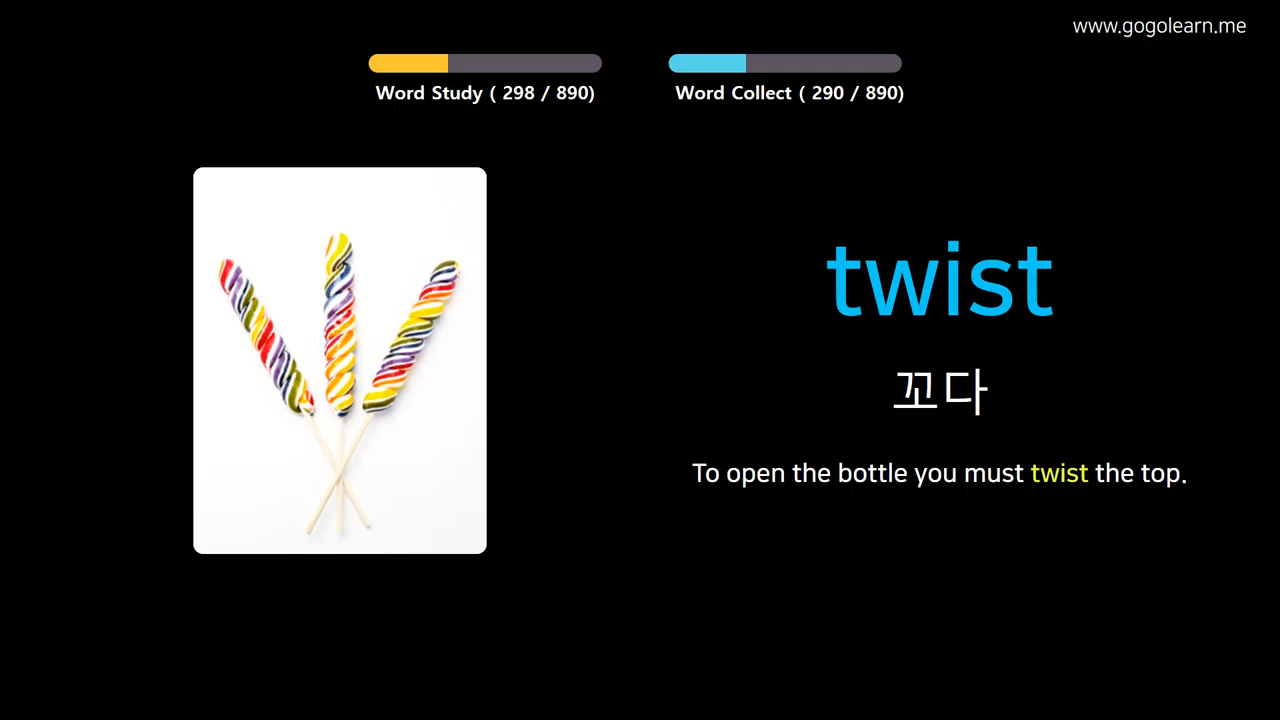 www.gogolearn.me
Word Study ( 298 / 890)
Word Collect ( 290 / 890)
twist
꼬다
To open the bottle you must twist the top.